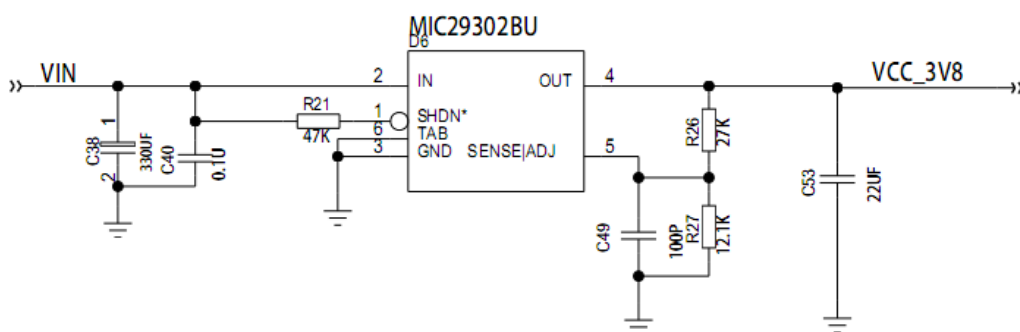 MIC29302BU
D6
VIN
2
IN
OUT
4
VCC_3V8
R21
47K
1
SHDN*
6
TAB
3
GND
SENSE|ADJ
5
1
C38
2
330UF
C40
0.1U
R26
27K
C49
100P
R27
12.1K
C53
22UF